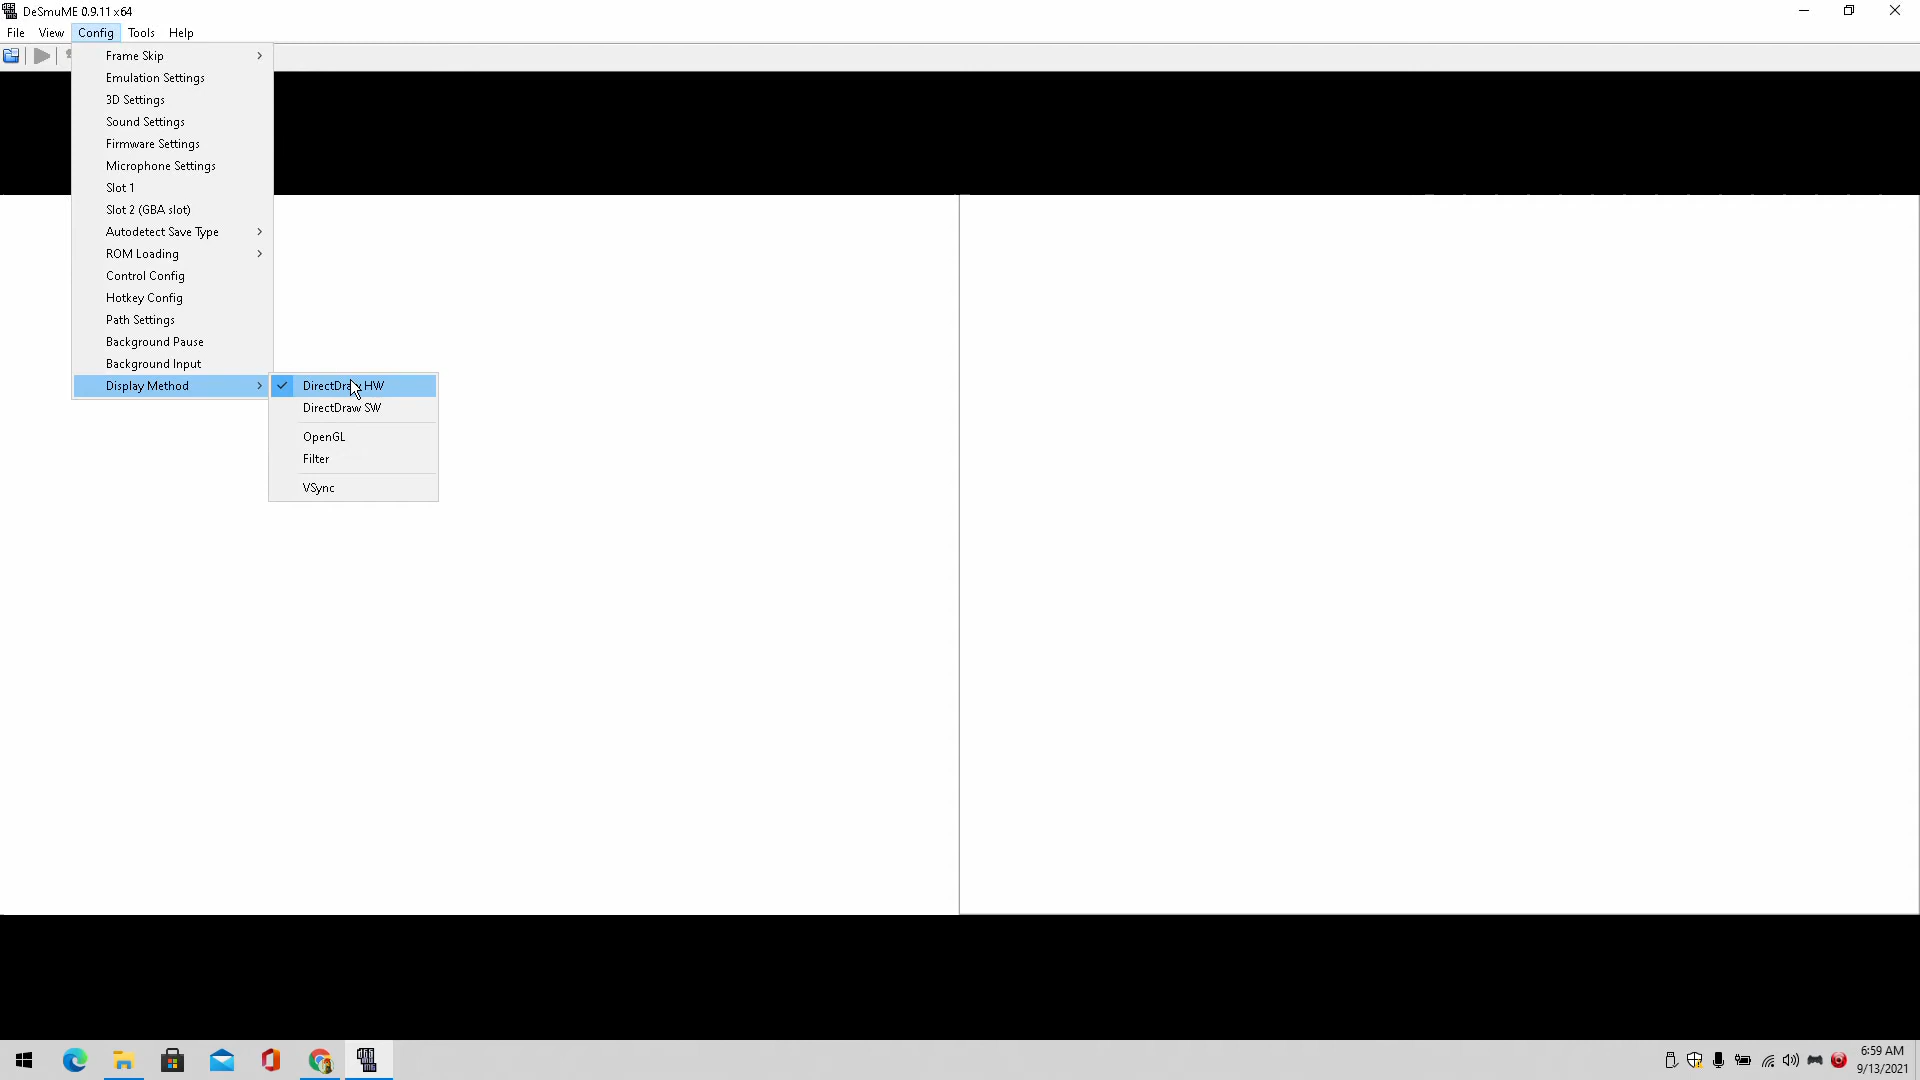 DeSmuME 0.9.11 x64
File View Config Tools Help
Frame Skip
Emulation Settings
3D Settings
Sound Settings
Firmware Settings
Microphone Settings
Slot 1
Slot 2 (GBA slot)
Autodetect Save Type
ROM Loading
Control Config
Hotkey Config
Path Settings
Background Pause
Background Input
Display Method
DirectDraw HW
DirectDraw SW
OpenGL
Filter
VSync
6:59 AM
9/13/2021